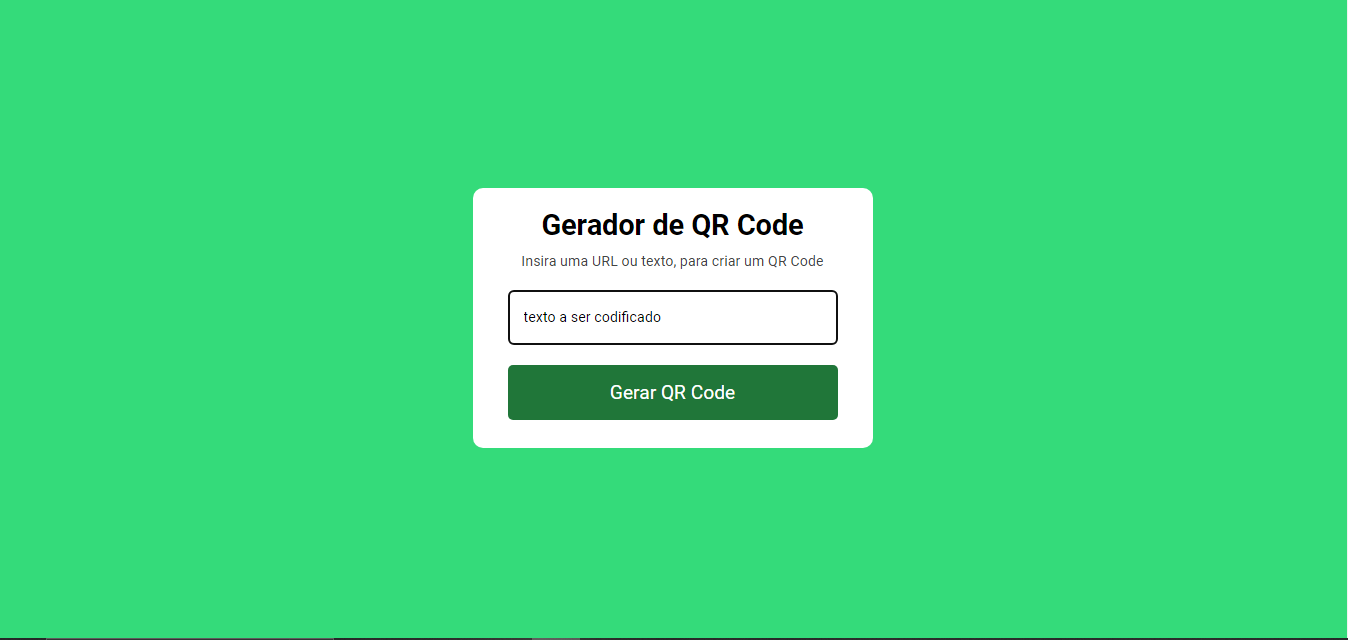 Gerador de QR Code
Insira uma URL ou texto, para criar um QR Code
texto a ser codificado
Gerar QR Code